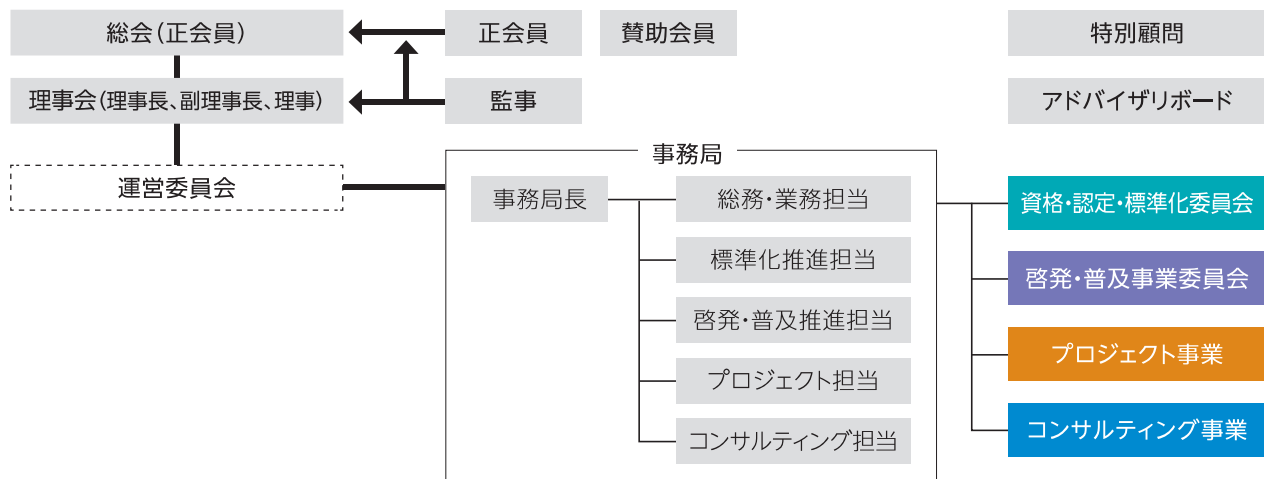 総会(正会員)
正会員
賛助会員
特別顧問
理事会(理事長、副理事長、理事)
監事
アドバイザリボード
運営委員会
事務局
事務局長
総務・業務担当
標準化推進担当
啓発・普及推進担当
プロジェクト担当
コンサルティング担当
資格・認定・標準化委員会
啓発・普及事業委員会
プロジェクト事業
コンサルティング事業